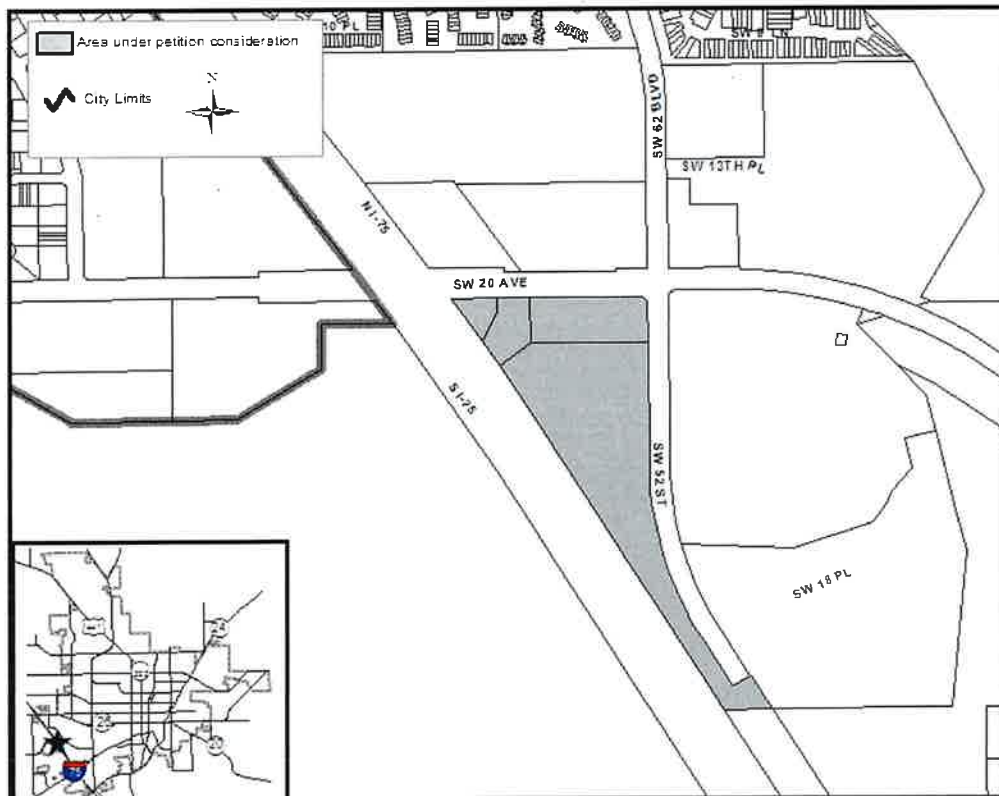 10 PL
Area under petition consideration
City Limits
N
SW 62 BLVD
SW 13TH PL
N I-75
SW 20 AVE
S I-75
SW 52 ST
SW 18 PL